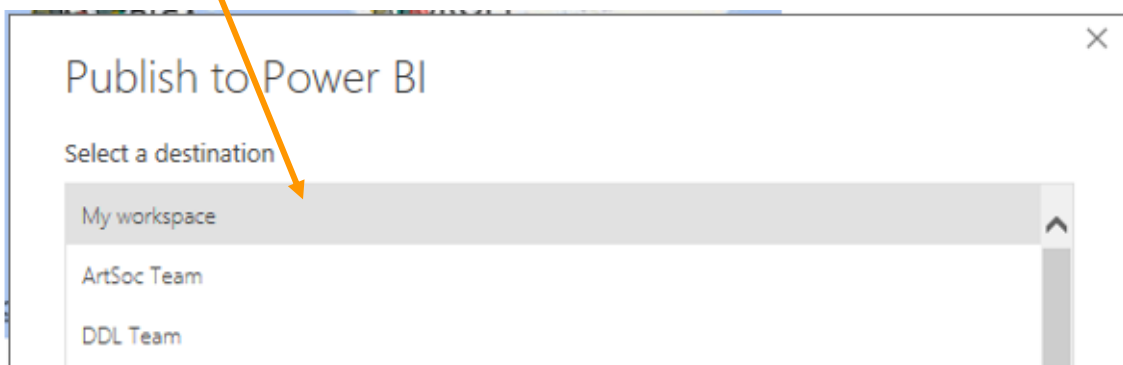 Publish to Power BI
Select a destination
My workspace
ArtSoc Team
DDL Team